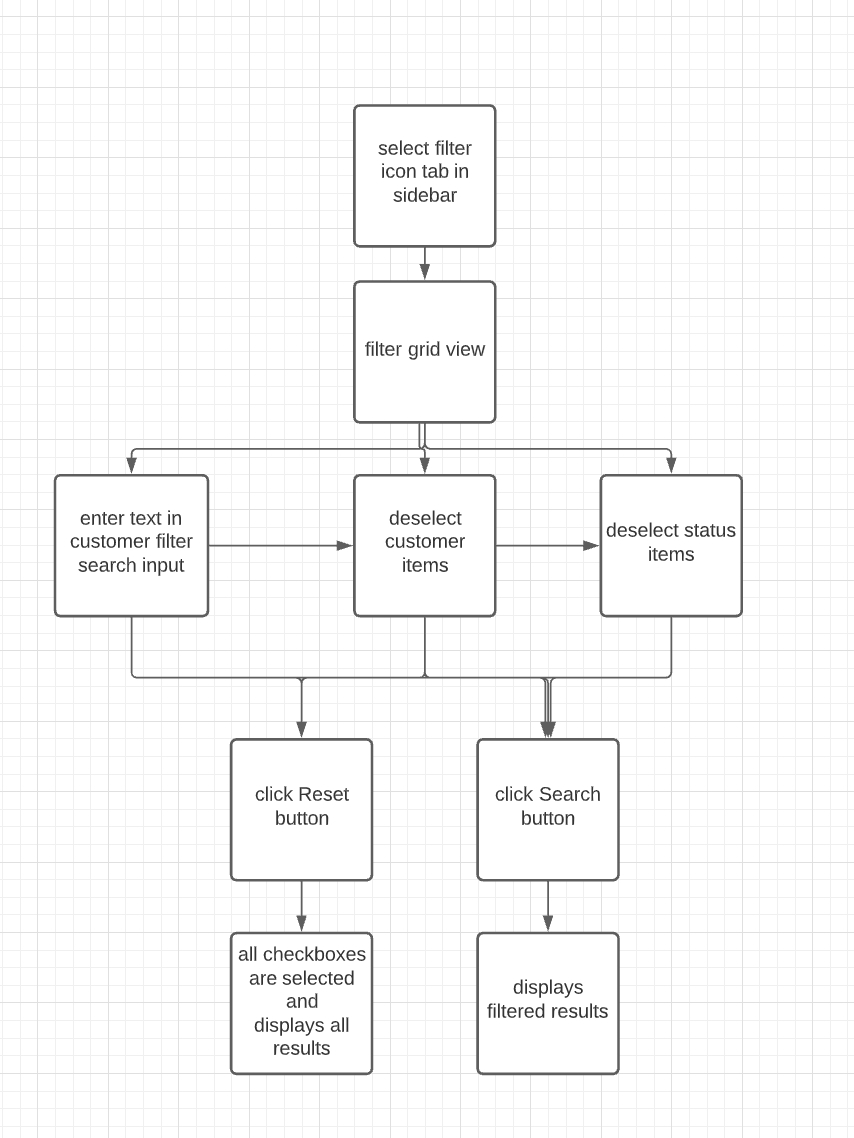 select filter
icon tab in
sidebar
filter grid view
enter text in
customer filter
search input
deselect
customer
items
deselect status
items
click Reset
button
click Search
button
all checkboxes
are selected
and
displays all
results
displays
filtered results